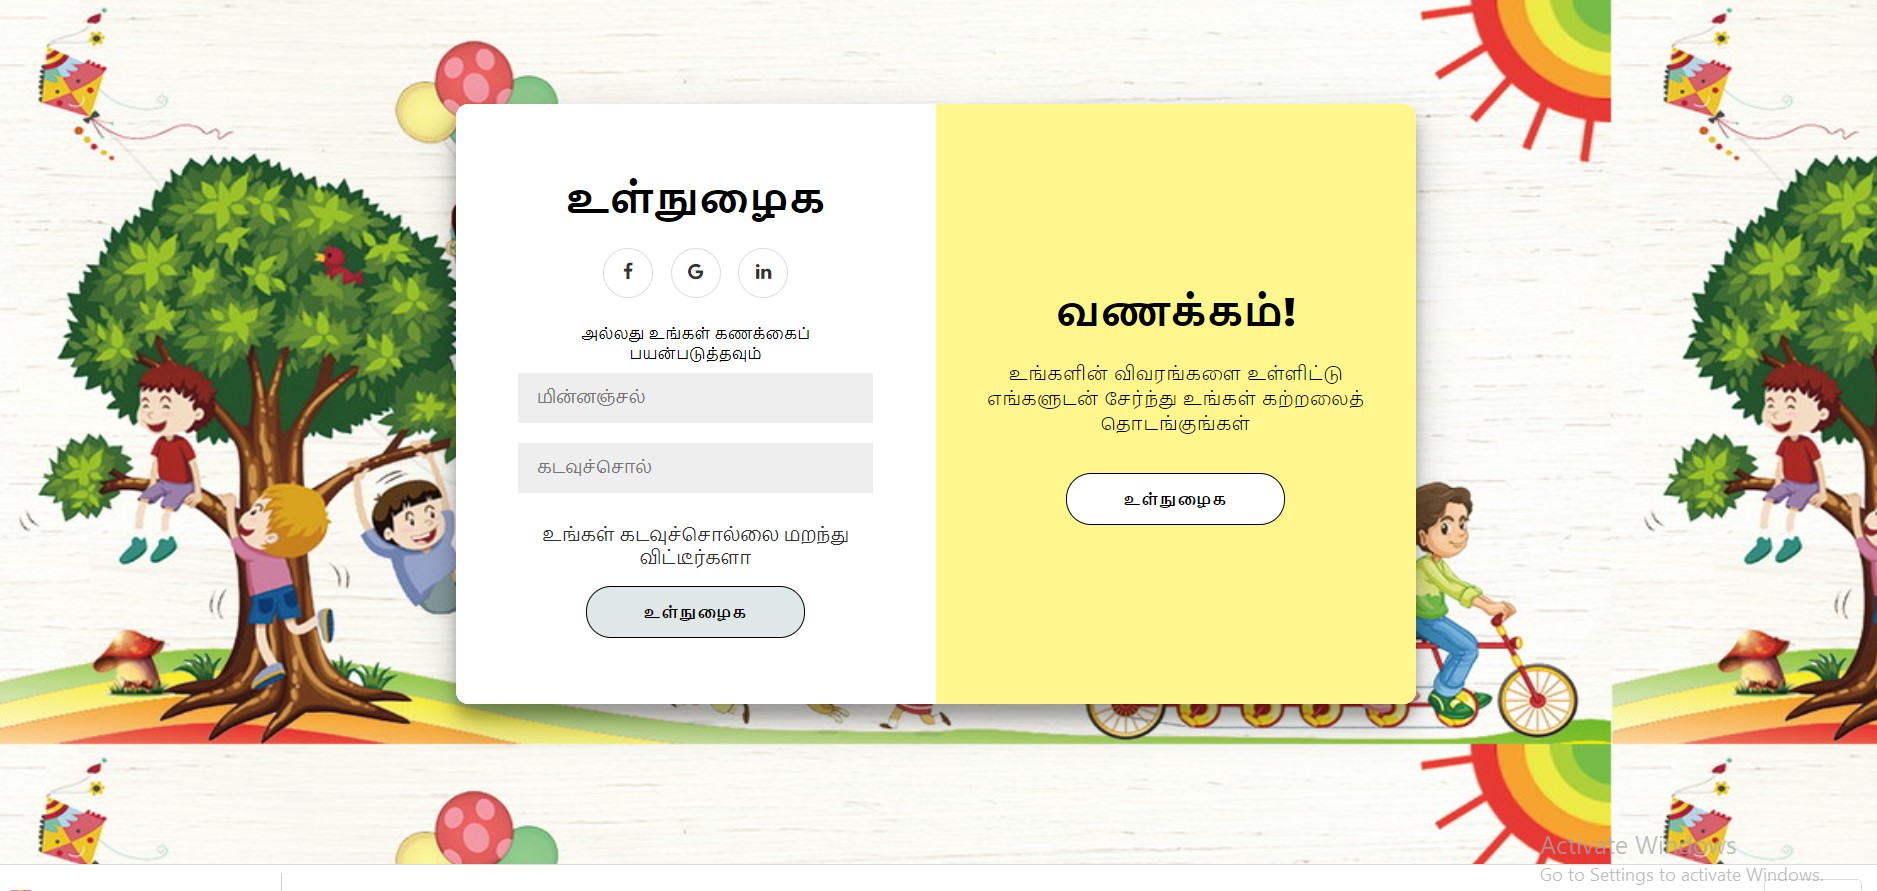 உள்நுழைக
f
G
in
அல்லது உங்கள் கணக்கைப்
பயன்படுத்தவும்
மின்னஞ்சல்
கடவுச்சொல்
உங்கள் கடவுச்சொல்லை மறந்து
விட்டீர்களா
உள்நுழைக
வணக்கம்!
உங்களின் விவரங்களை உள்ளிட்டு
எங்களுடன் சேர்ந்து உங்கள் கற்றலைத்
தொடங்குங்கள்
உள்நுழைக
Activate Windows
Go to Settings to activate Windows.